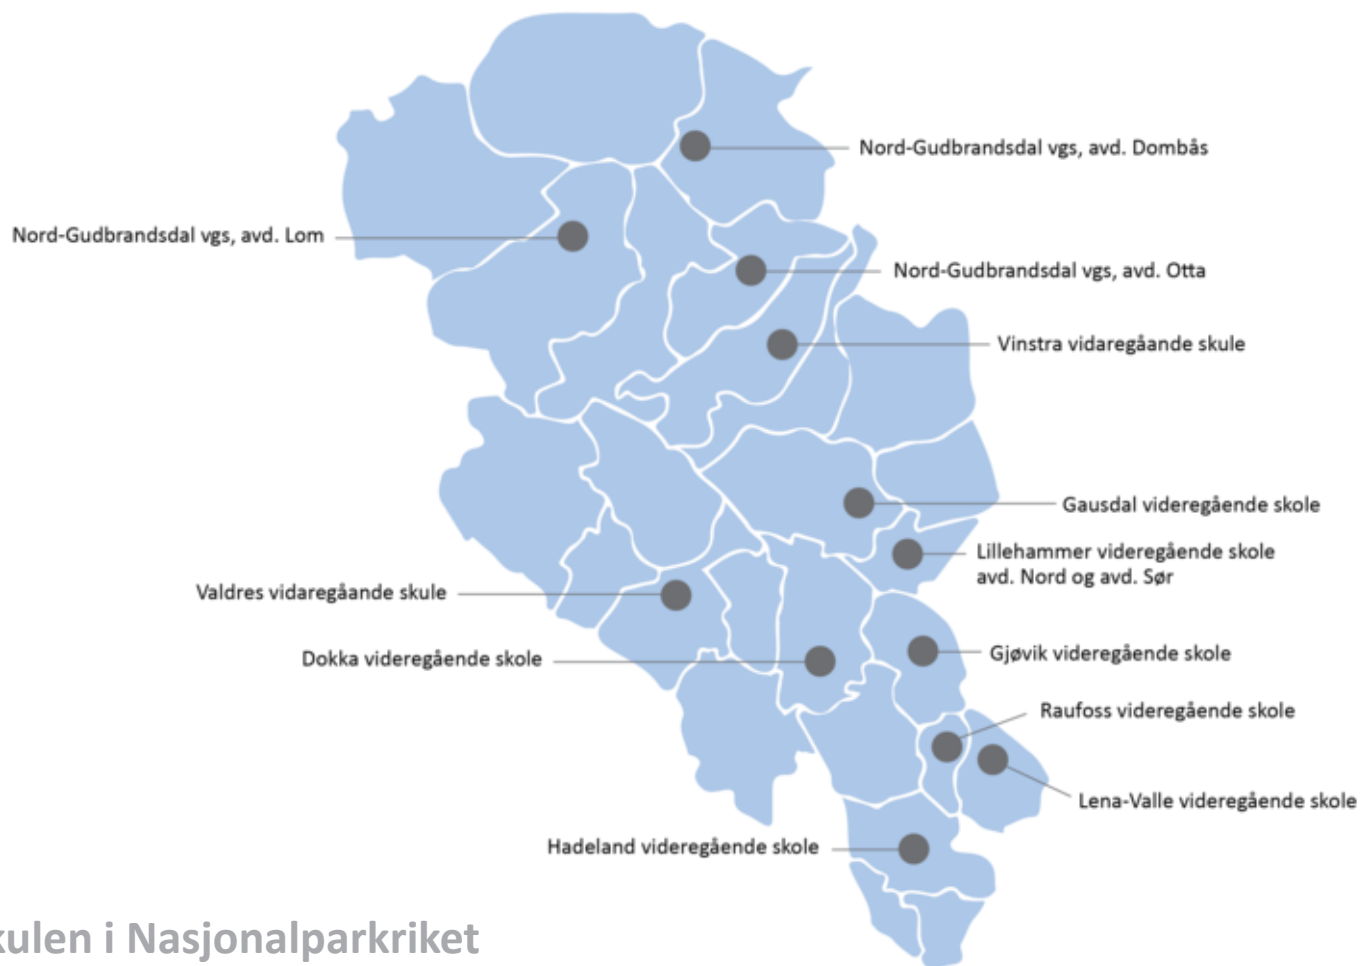 Nord-Gudbrandsdal vgs, avd. Dombås
Nord-Gudbrandsdal vgs, avd. Lom
Nord-Gudbrandsdal vgs, avd. Otta
Vinstra vidaregåande skule
Gausdal videregående skole
Lillehammer videregående skole
avd. Nord og avd. Sør
Valdres vidaregåande skule
Dokka videregående skole
Gjøvik videregående skole
Raufoss videregående skole
Lena-Valle videregående skole
Hadeland videregående skole
kulen i Nasjonalparkriket